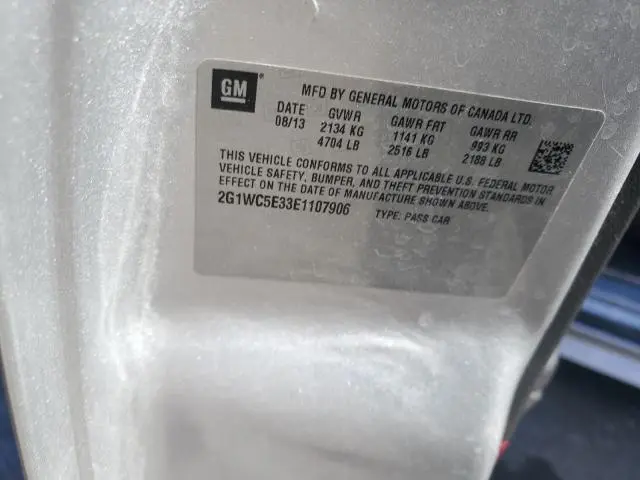 GM
MFD BY GENERAL MOTORS OF CANADA LTD.
DATE GVWR GAWR FRT GAWR RR
08/13 2134 KG 1141 KG 993 KG
4704 LB 2516 LB 2188 LB
THIS VEHICLE CONFORMS TO ALL APPLICABLE U.S. FEDERAL MOTOR
VEHICLE SAFETY, BUMPER, AND THEFT PREVENTION STANDARDS IN
EFFECT ON THE DATE OF MANUFACTURE SHOWN ABOVE.
2G1WC5E33E1107906 TYPE: PASS CAR